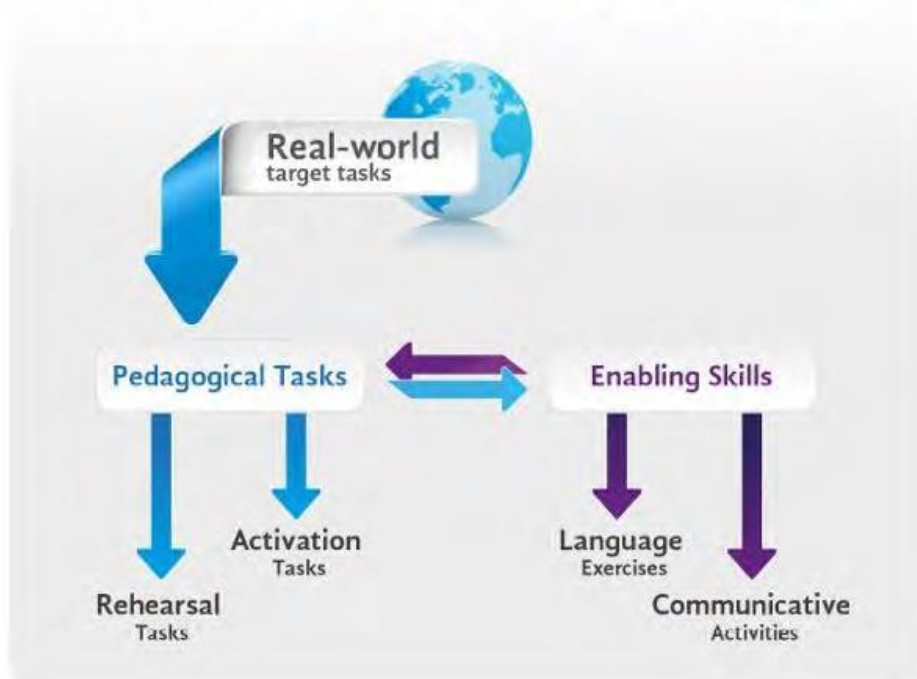 Real-world
target tasks
Pedagogical Tasks
Enabling Skills
Activation
Tasks
Language
Exercises
Rehearsal
Tasks
Communicative
Activities